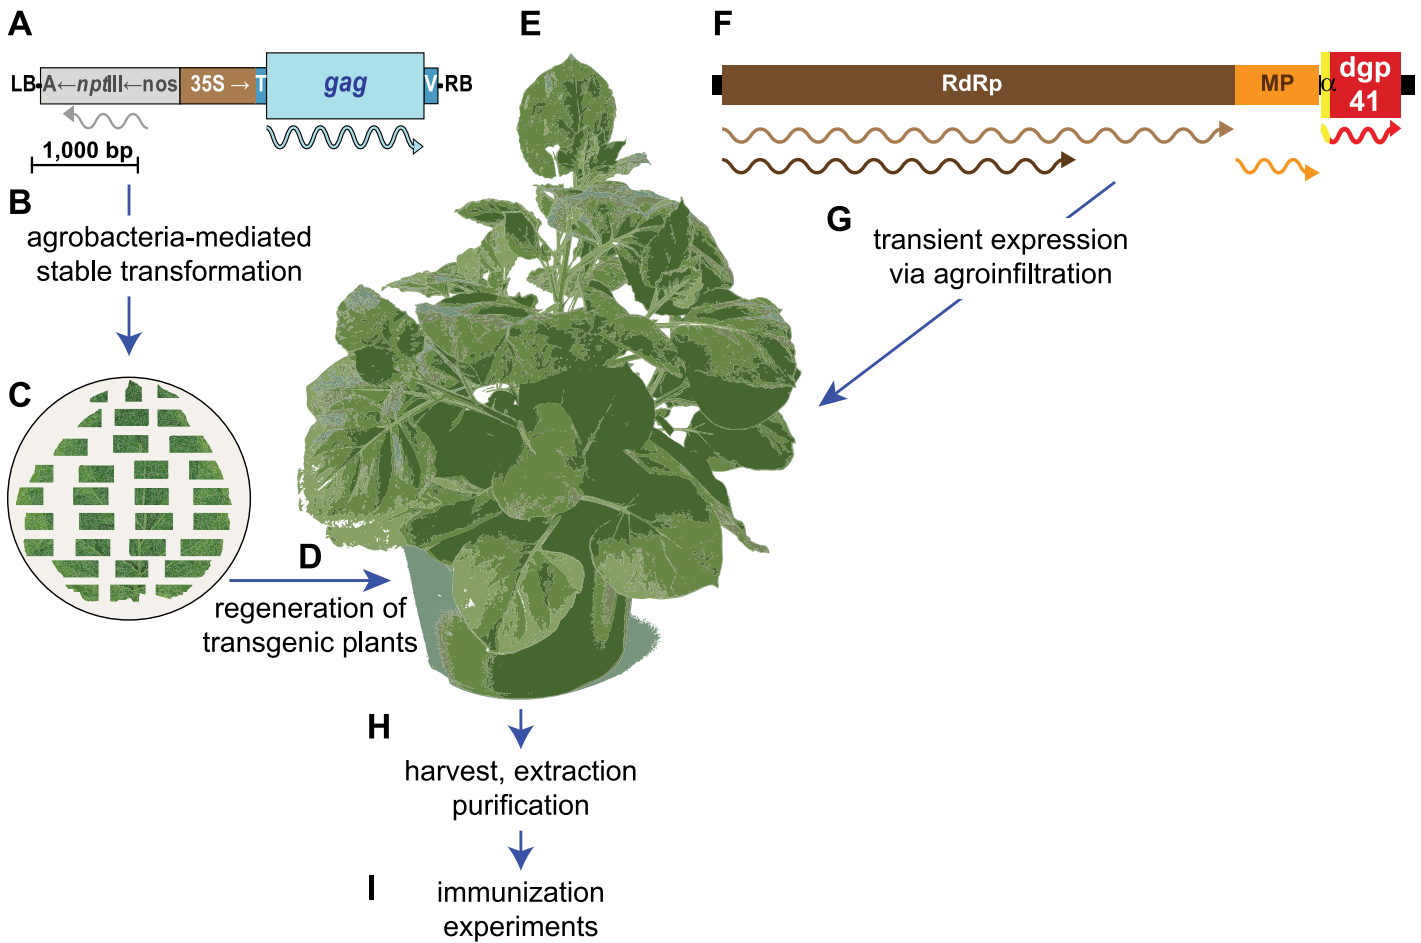 A
LB A←nptII←nos 35S → T gag V RB
1,000 bp
B
agrobacteria-mediated
stable transformation
C
D
regeneration of
transgenic plants
E
F
RdRp MP α dgp
41
G
transient expression
via agroinfiltration
H
harvest, extraction
purification
I
immunization
experiments